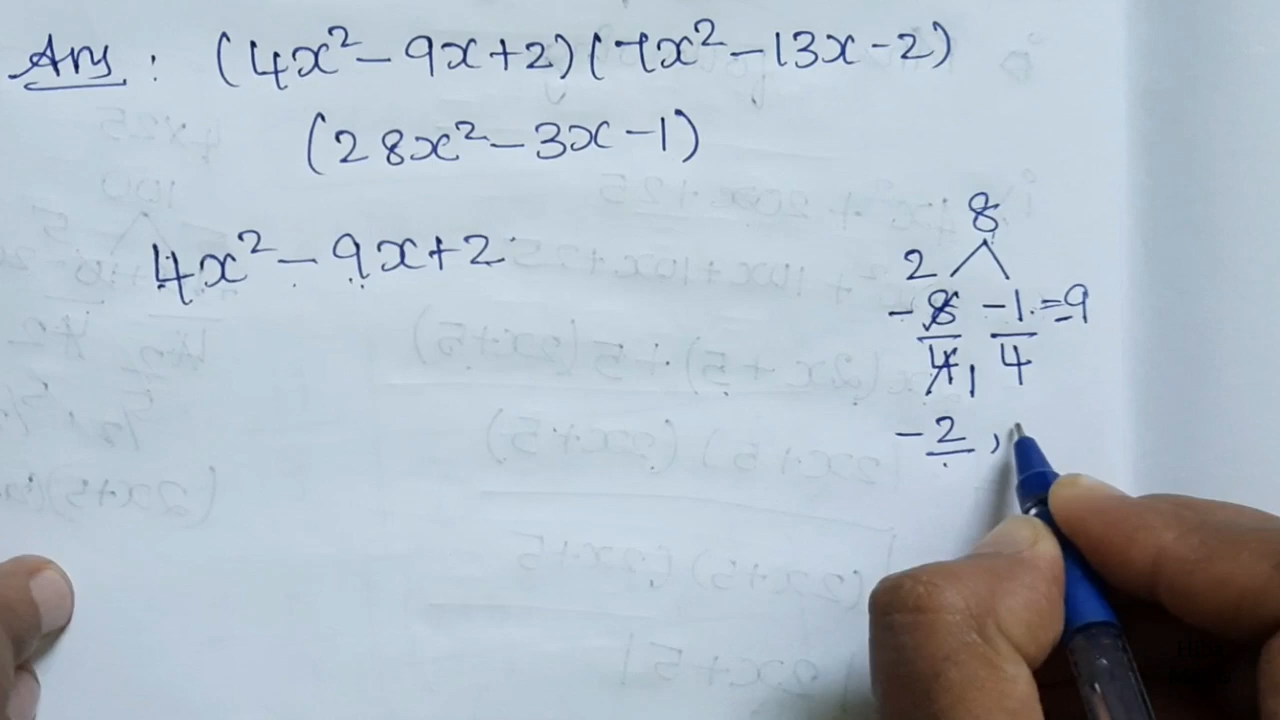 Ans : (4x² - 9x + 2) (7x² - 13x - 2)
(28x² - 3x - 1)
4x² - 9x + 2
8
2
-8 -1 = -9
4, 1 4
-2 ,